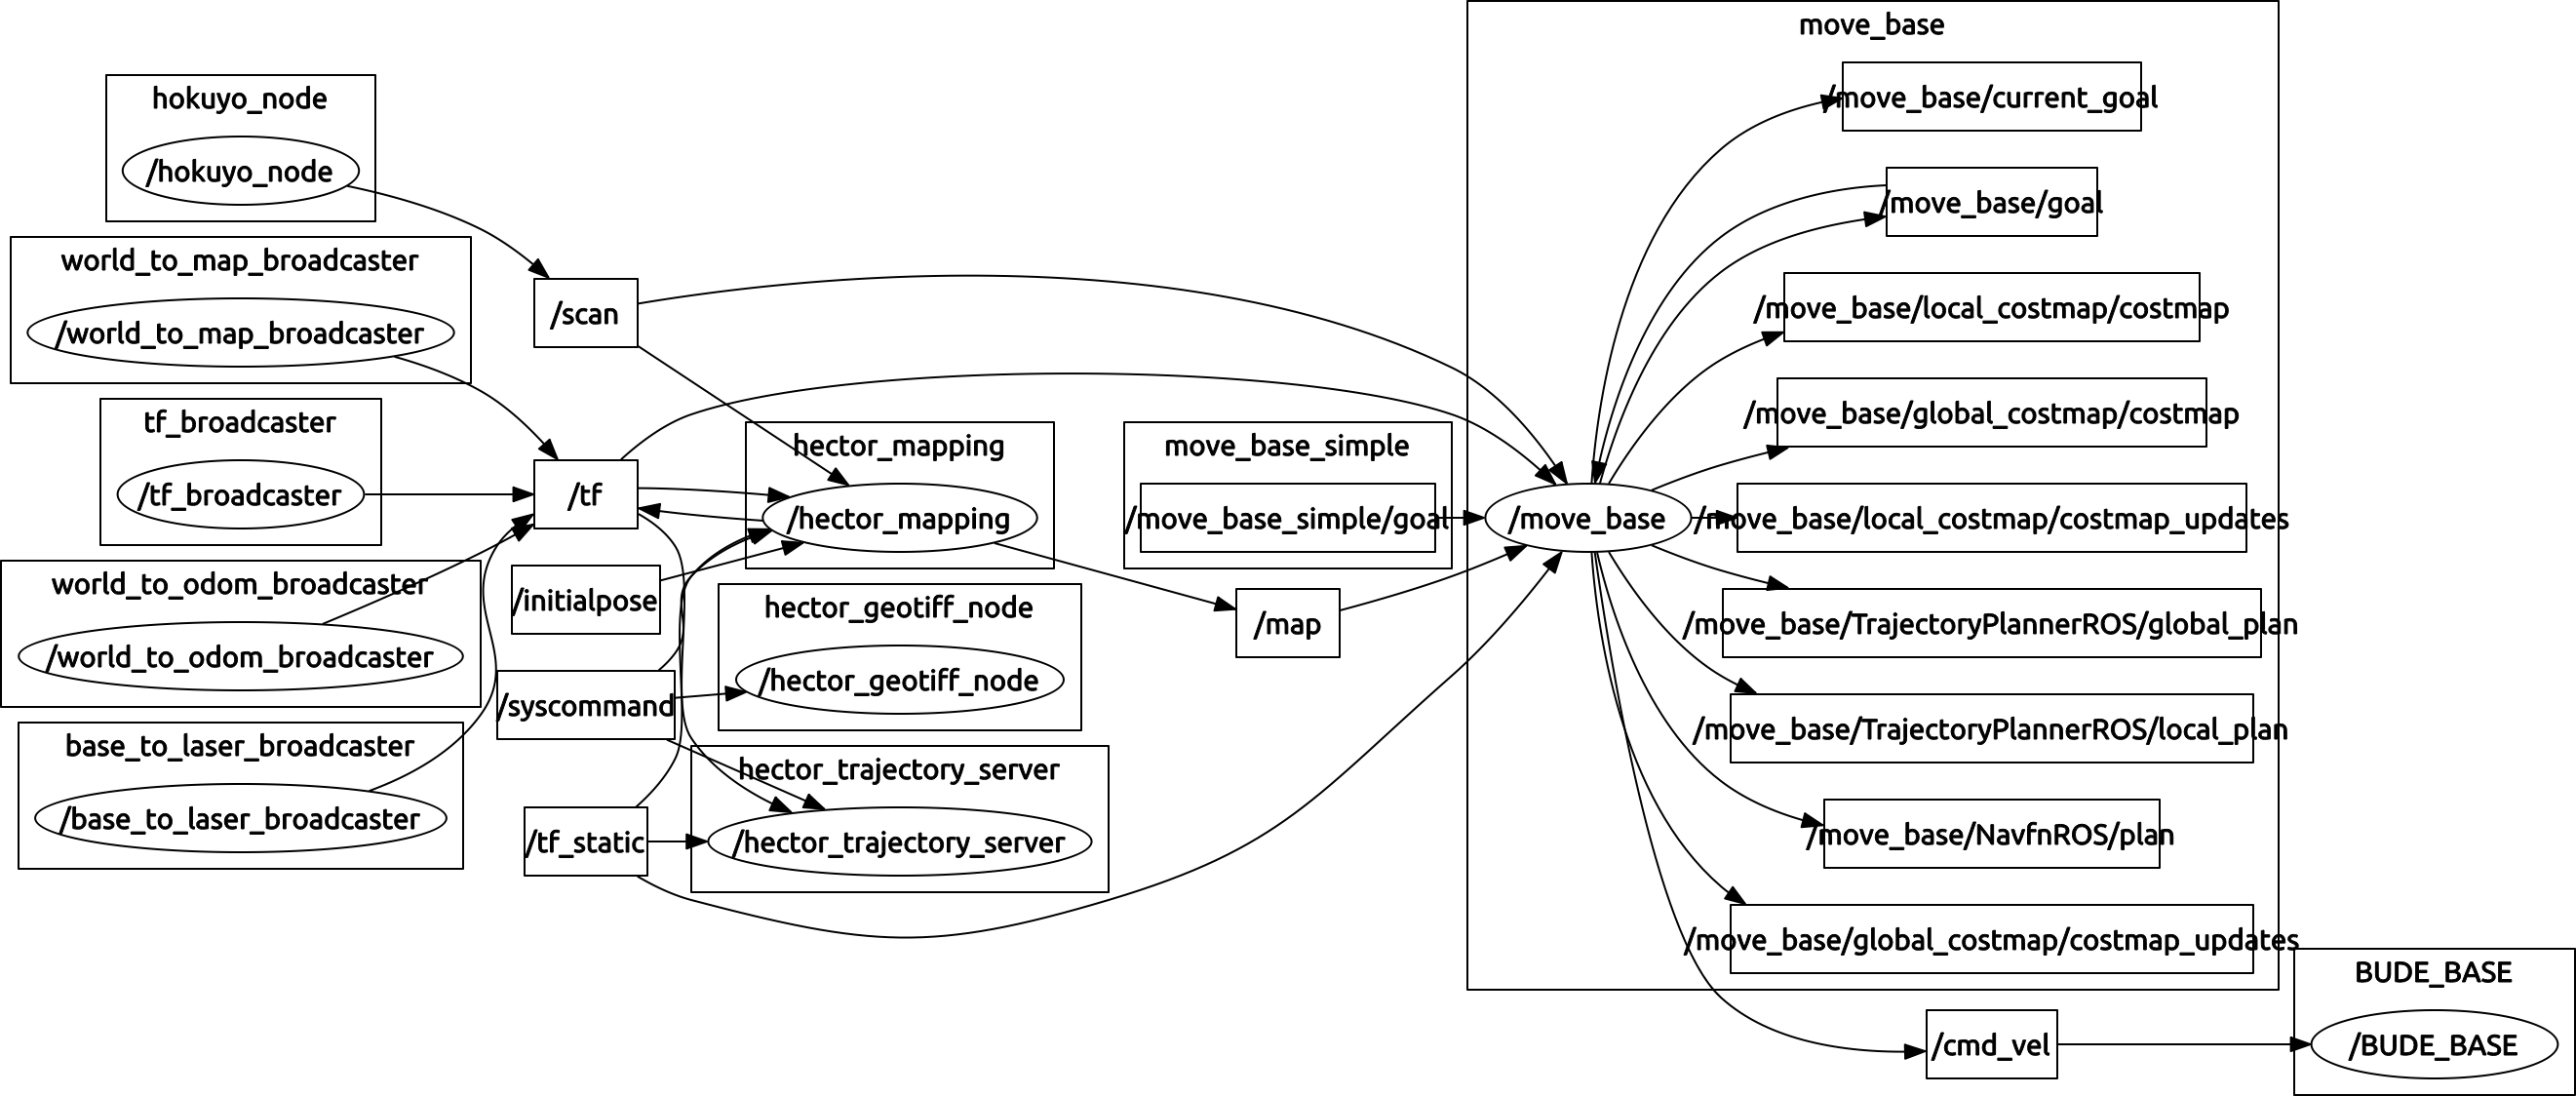 hokuyo_node
/hokuyo_node
world_to_map_broadcaster
/world_to_map_broadcaster
tf_broadcaster
/tf_broadcaster
world_to_odom_broadcaster
/world_to_odom_broadcaster
base_to_laser_broadcaster
/base_to_laser_broadcaster
/scan
/tf
/initialpose
/syscommand
/tf_static
hector_mapping
/hector_mapping
hector_geotiff_node
/hector_geotiff_node
hector_trajectory_server
/hector_trajectory_server
move_base_simple
/move_base_simple/goal
/map
move_base
/move_base
/move_base/current_goal
/move_base/goal
/move_base/local_costmap/costmap
/move_base/global_costmap/costmap
/move_base/local_costmap/costmap_updates
/move_base/TrajectoryPlannerROS/global_plan
/move_base/TrajectoryPlannerROS/local_plan
/move_base/NavfnROS/plan
/move_base/global_costmap/costmap_updates
/cmd_vel
BUDE_BASE
/BUDE_BASE